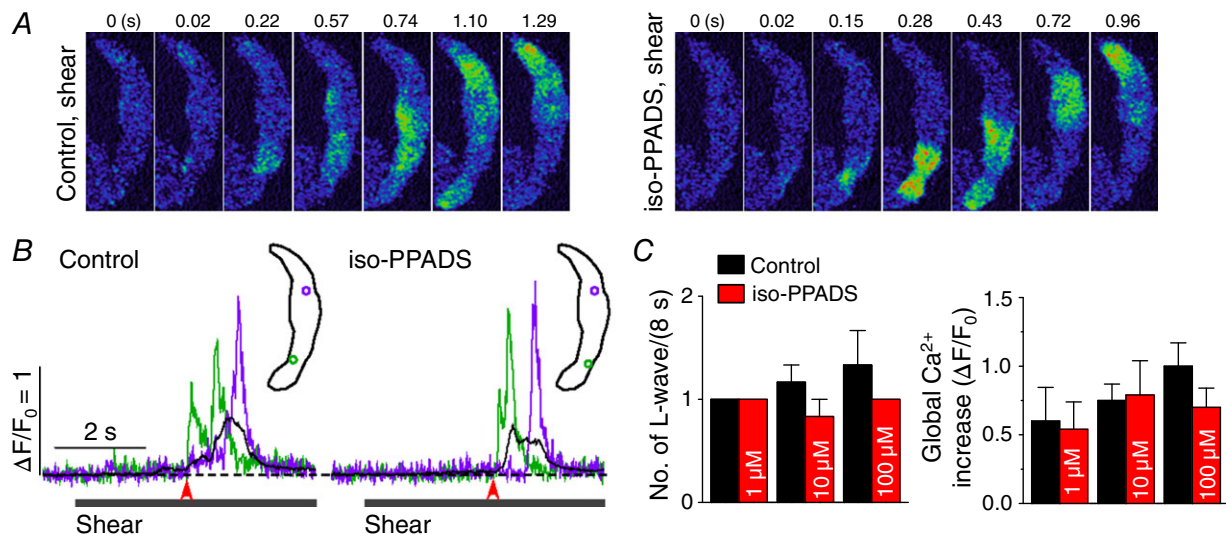 A
0 (s) 0.02 0.22 0.57 0.74 1.10 1.29
Control, shear
0 (s) 0.02 0.15 0.28 0.43 0.72 0.96
iso-PPADS, shear
B
Control
iso-PPADS
ΔF/F₀ = 1
2 s
Shear
Shear
C
Control
iso-PPADS
No. of L-wave/(8 s)
2
1
0
1 µM
10 µM
100 µM
Global Ca²⁺
increase (ΔF/F₀)
1.5
1.0
0.5
0.0
1 µM
10 µM
100 µM